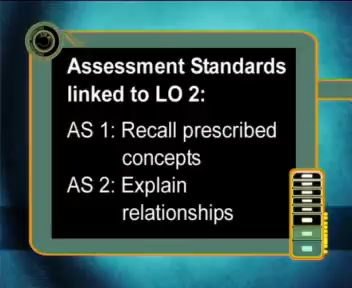 Assessment Standards
linked to LO 2:
AS 1: Recall prescribed
concepts
AS 2: Explain
relationships